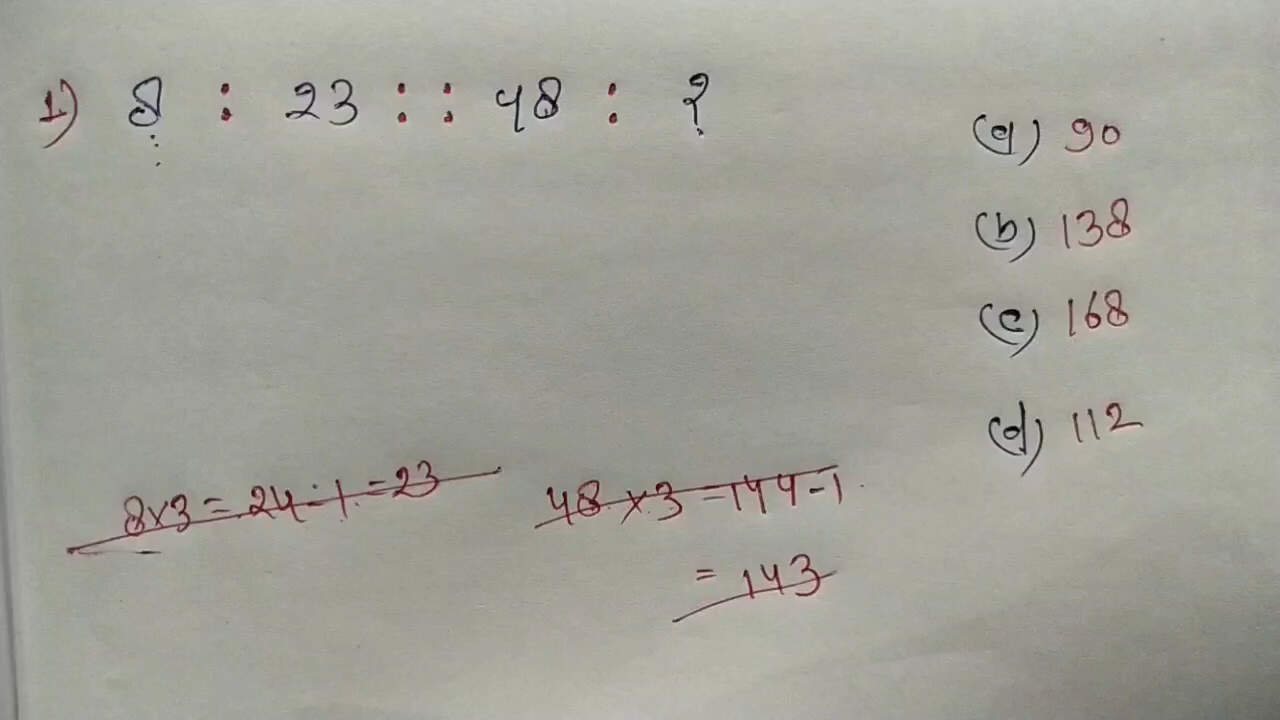 1) 8 : 23 : : 48 : ?
(a) 90
(b) 138
(c) 168
(d) 112
8×3 = 24 - 1 = 23
48 × 3 = 144 - 1
= 143